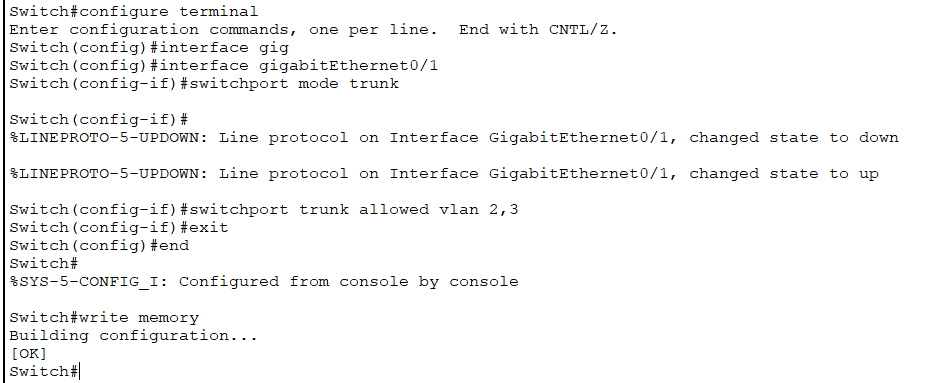 Switch#configure terminal
Enter configuration commands, one per line.  End with CNTL/Z.
Switch(config)#interface gig
Switch(config)#interface gigabitEthernet0/1
Switch(config-if)#switchport mode trunk
Switch(config-if)#
%LINEPROTO-5-UPDOWN: Line protocol on Interface GigabitEthernet0/1, changed state to down
%LINEPROTO-5-UPDOWN: Line protocol on Interface GigabitEthernet0/1, changed state to up
Switch(config-if)#switchport trunk allowed vlan 2,3
Switch(config-if)#exit
Switch(config)#end
Switch#
%SYS-5-CONFIG_I: Configured from console by console
Switch#write memory
Building configuration...
[OK]
Switch#